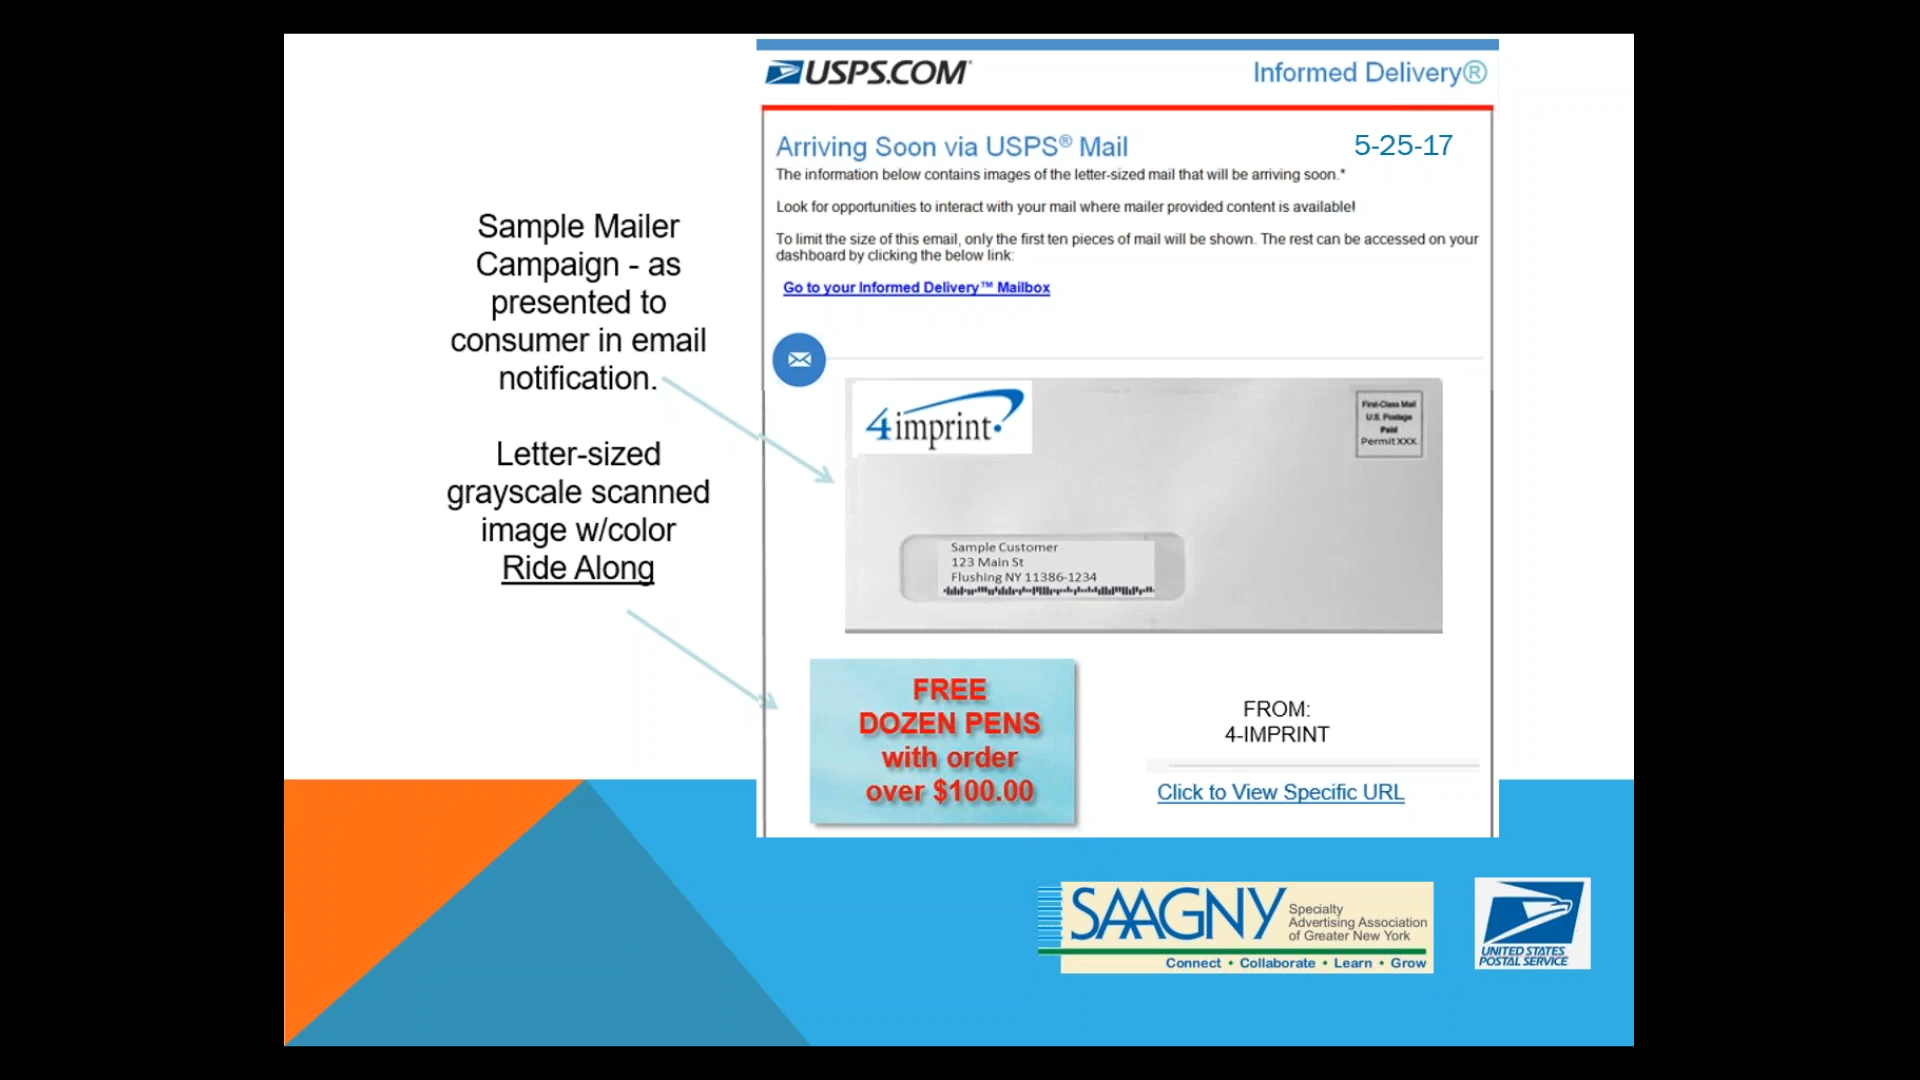 USPS.COM
Informed Delivery®
Arriving Soon via USPS® Mail
5-25-17
The information below contains images of the letter-sized mail that will be arriving soon.*
Look for opportunities to interact with your mail where mailer provided content is available!
To limit the size of this email, only the first ten pieces of mail will be shown. The rest can be accessed on your
dashboard by clicking the below link:
Go to your Informed Delivery™ Mailbox
Sample Mailer
Campaign - as
presented to
consumer in email
notification.
Letter-sized
grayscale scanned
image w/color
Ride Along
4imprint
First-Class Mail
U.S. Postage
Paid
Permit XXX
Sample Customer
123 Main St
Flushing NY 11386-1234
FREE
DOZEN PENS
with order
over $100.00
FROM:
4-IMPRINT
Click to View Specific URL
SAAGNY
Specialty
Advertising Association
of Greater New York
Connect • Collaborate • Learn • Grow
UNITED STATES
POSTAL SERVICE